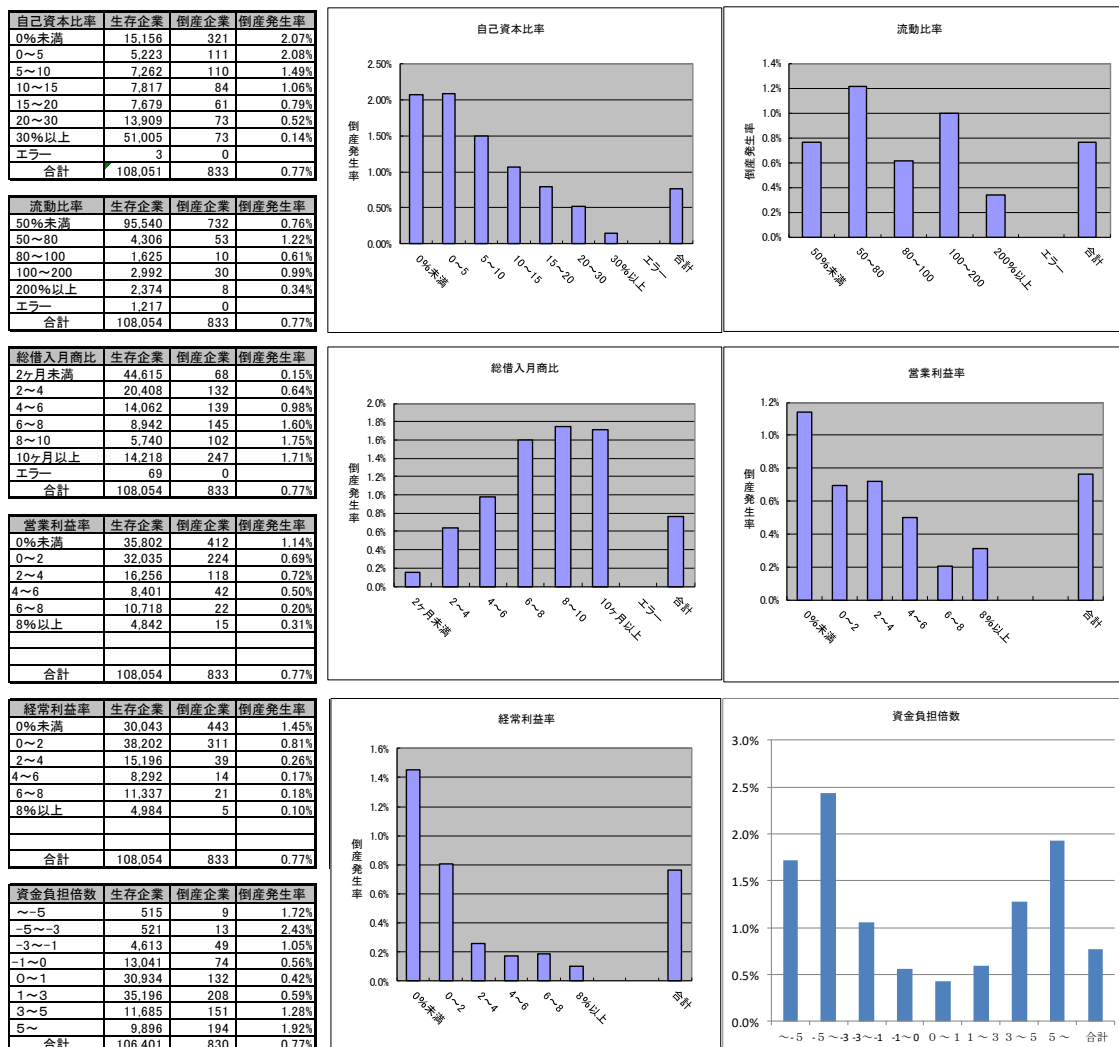 自己資本比率 生存企業 倒産企業 倒産発生率
0%未満 15,156 321 2.07%
0～5 5,223 111 2.08%
5～10 7,262 110 1.49%
10～15 7,817 84 1.06%
15～20 7,679 61 0.79%
20～30 13,909 73 0.52%
30%以上 51,005 73 0.14%
エラー 3 0
合計 108,051 833 0.77%
流動比率 生存企業 倒産企業 倒産発生率
50%未満 95,540 732 0.76%
50～80 4,306 53 1.22%
80～100 1,625 10 0.61%
100～200 2,992 30 0.99%
200%以上 2,374 8 0.34%
エラー 1,217 0
合計 108,054 833 0.77%
総借入月商比 生存企業 倒産企業 倒産発生率
2ヶ月未満 44,615 68 0.15%
2～4 20,408 132 0.64%
4～6 14,062 139 0.98%
6～8 8,942 145 1.60%
8～10 5,740 102 1.75%
10ヶ月以上 14,218 247 1.71%
エラー 69 0
合計 108,054 833 0.77%
営業利益率 生存企業 倒産企業 倒産発生率
0%未満 35,802 412 1.14%
0～2 32,035 224 0.69%
2～4 16,256 118 0.72%
4～6 8,401 42 0.50%
6～8 10,718 22 0.20%
8%以上 4,842 15 0.31%
合計 108,054 833 0.77%
経常利益率 生存企業 倒産企業 倒産発生率
0%未満 30,043 443 1.45%
0～2 38,202 311 0.81%
2～4 15,196 39 0.26%
4～6 8,292 14 0.17%
6～8 11,337 21 0.18%
8%以上 4,984 5 0.10%
合計 108,054 833 0.77%
資金負担倍数 生存企業 倒産企業 倒産発生率
～-5 515 9 1.72%
-5～-3 521 13 2.43%
-3～-1 4,613 49 1.05%
-1～0 13,041 74 0.56%
0～1 30,934 132 0.42%
1～3 35,196 208 0.59%
3～5 11,685 151 1.28%
5～ 9,896 194 1.92%
合計 106,401 830 0.77%
自己資本比率
倒産発生率
2.50%
2.00%
1.50%
1.00%
0.50%
0.00%
0%未満 0～5 5～10 10～15 15～20 20～30 30%以上 エラー 合計
流動比率
倒産発生率
1.4%
1.2%
1.0%
0.8%
0.6%
0.4%
0.2%
0.0%
50%未満 50～80 80～100 100～200 200%以上 エラー 合計
総借入月商比
倒産発生率
2.0%
1.8%
1.6%
1.4%
1.2%
1.0%
0.8%
0.6%
0.4%
0.2%
0.0%
2ヶ月未満 2～4 4～6 6～8 8～10 10ヶ月以上 エラー 合計
営業利益率
倒産発生率
1.2%
1.0%
0.8%
0.6%
0.4%
0.2%
0.0%
0%未満 0～2 2～4 4～6 6～8 8%以上 合計
経常利益率
倒産発生率
1.6%
1.4%
1.2%
1.0%
0.8%
0.6%
0.4%
0.2%
0.0%
0%未満 0～2 2～4 4～6 6～8 8%以上 合計
資金負担倍数
3.0%
2.5%
2.0%
1.5%
1.0%
0.5%
0.0%
～-5 -5～-3 -3～-1 -1～0 0～1 1～3 3～5 5～ 合計